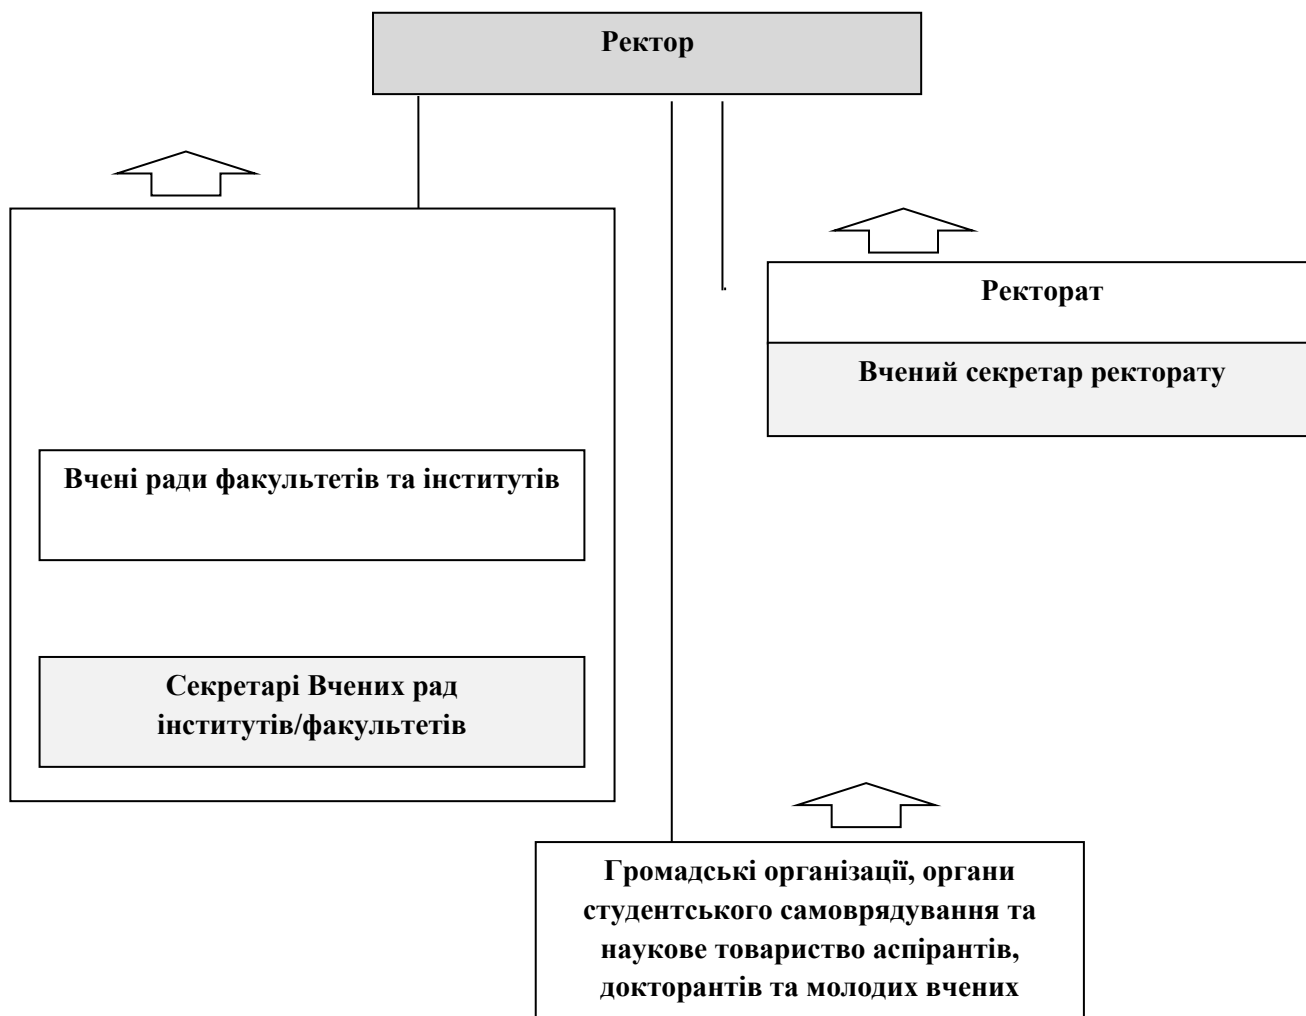 Ректор
Ректорат
Вчений секретар ректорату
Вчені ради факультетів та інститутів
Секретарі Вчених рад
інститутів/факультетів
Громадські організації, органи
студентського самоврядування та
наукове товариство аспірантів,
докторантів та молодих вчених